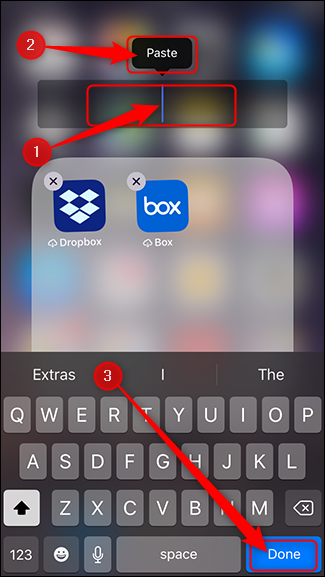 2
Paste
1
box
Dropbox
Box
3
Extras I The
Q W E R T Y U I O P
A S D F G H J K L
Z X C V B N M
123 space Done